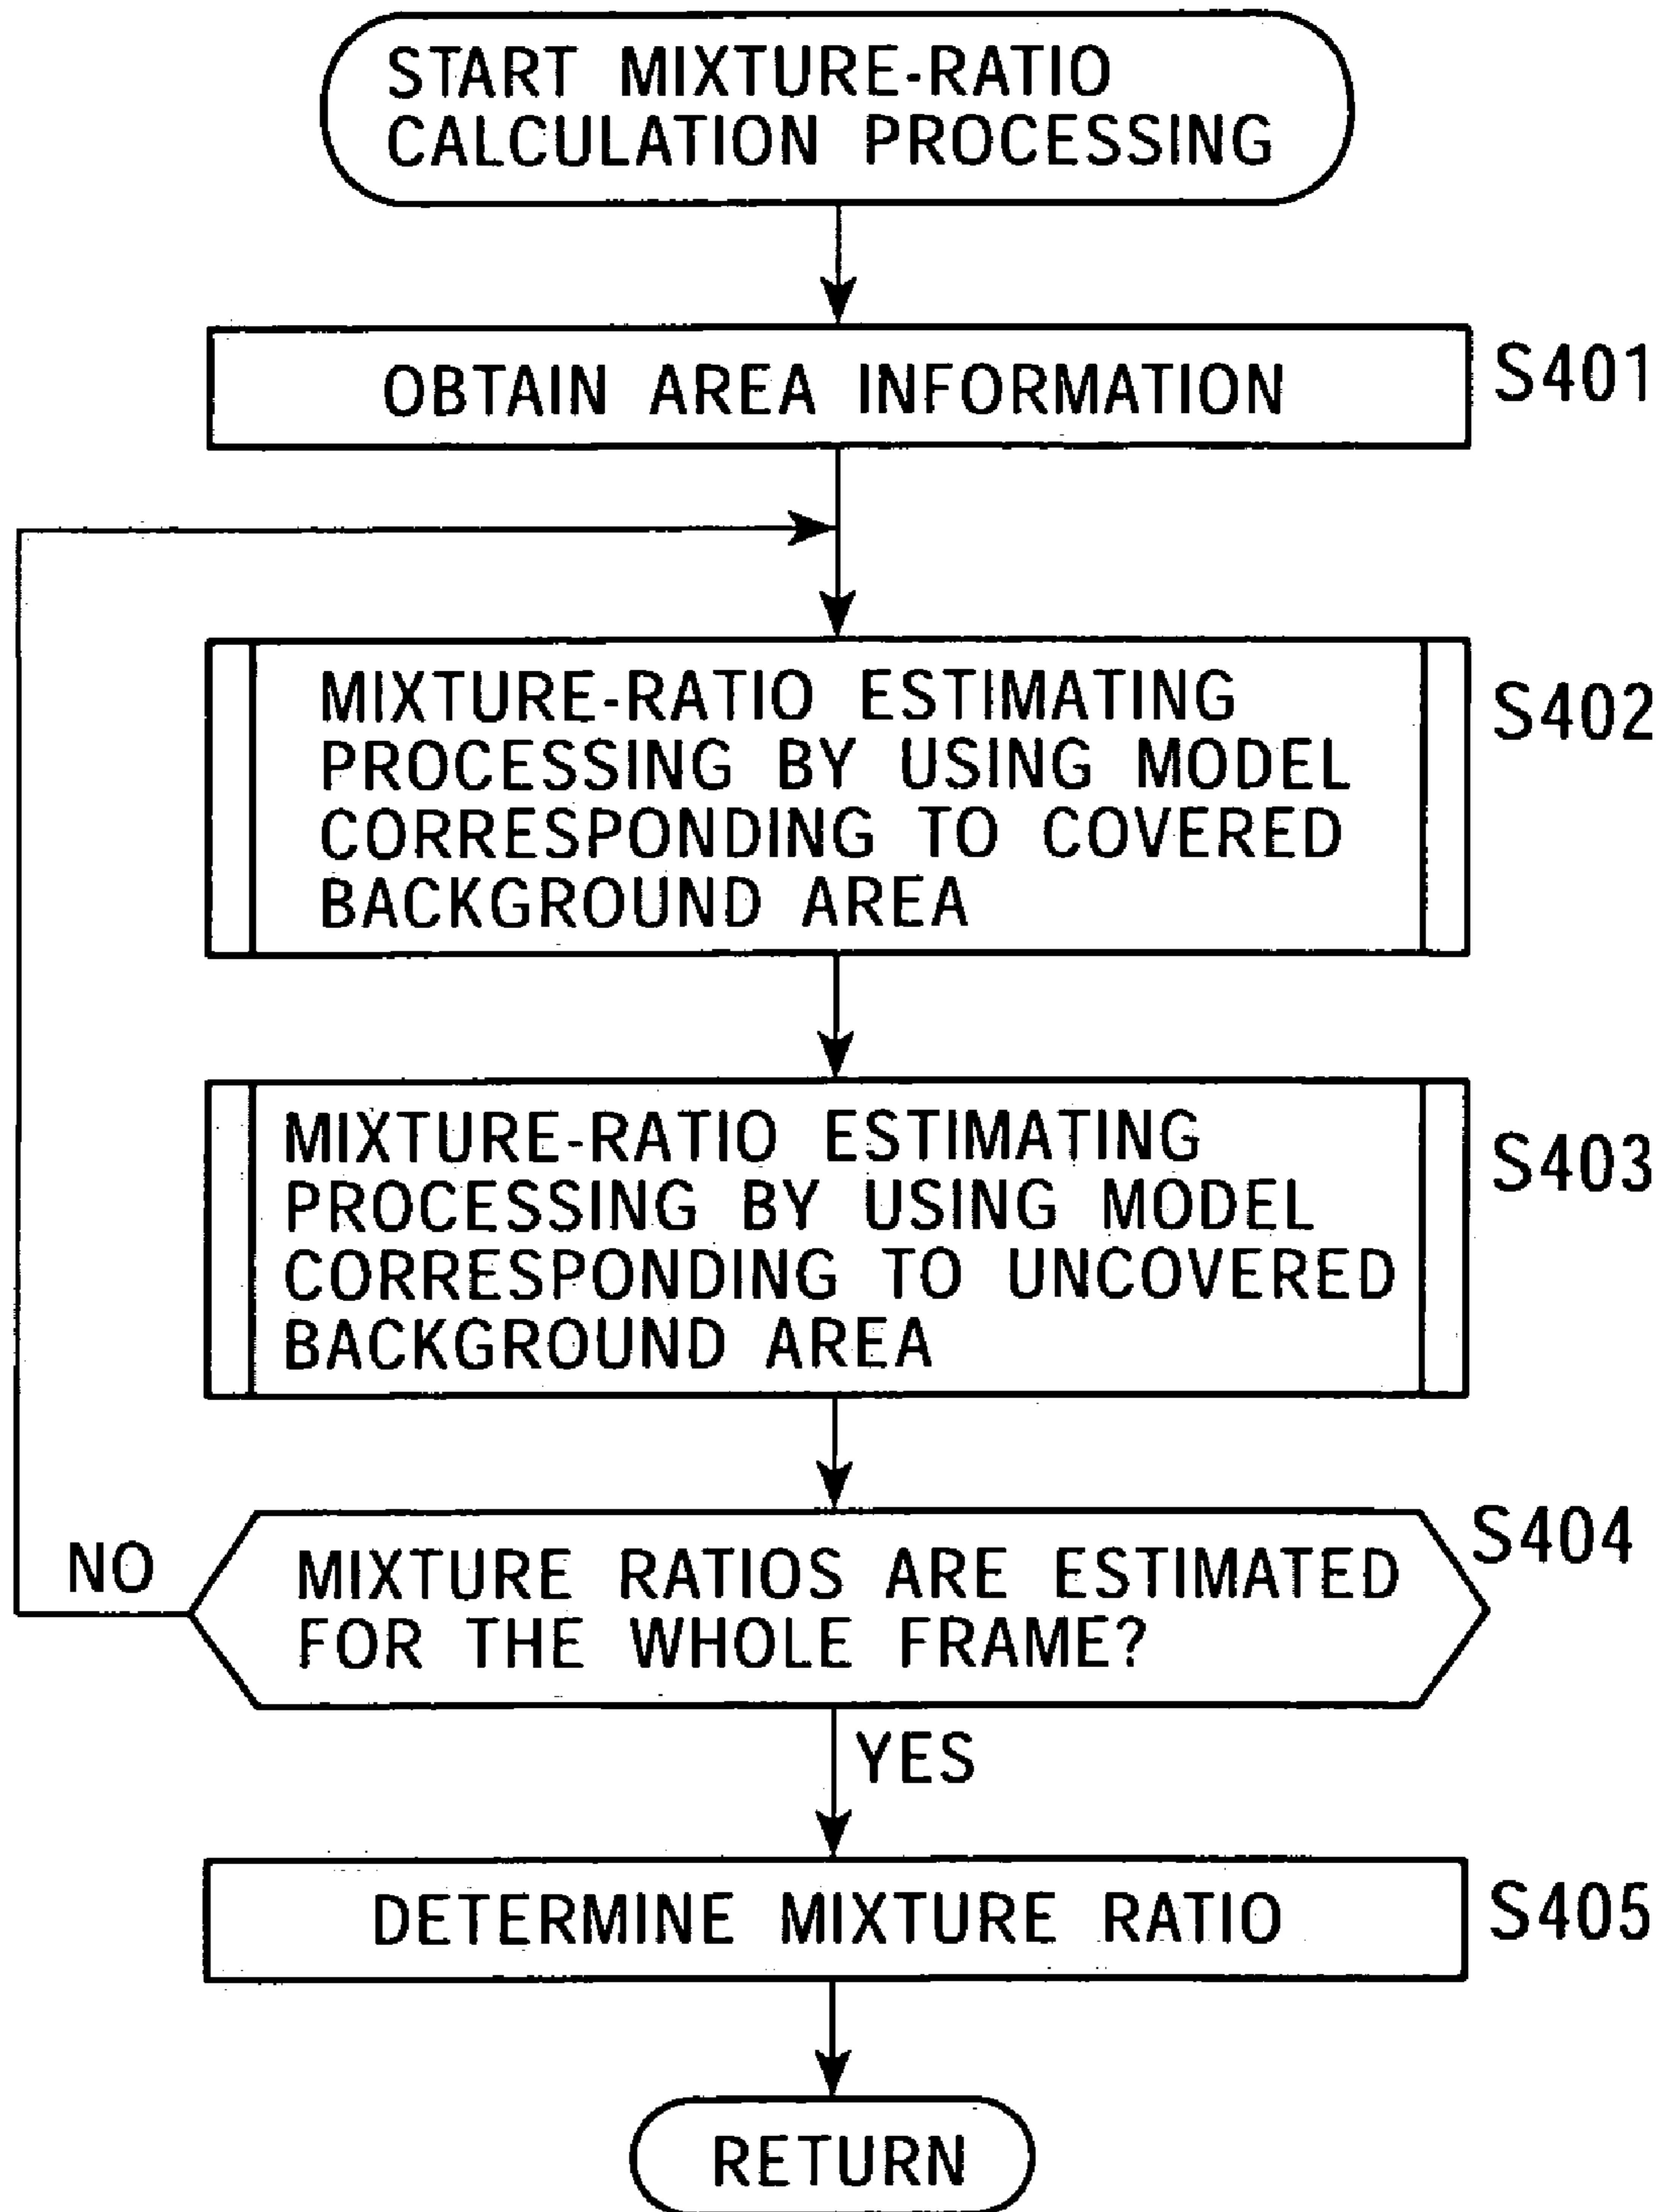 START MIXTURE-RATIO
CALCULATION PROCESSING
OBTAIN AREA INFORMATION
S401
MIXTURE-RATIO ESTIMATING
PROCESSING BY USING MODEL
CORRESPONDING TO COVERED
BACKGROUND AREA
S402
MIXTURE-RATIO ESTIMATING
PROCESSING BY USING MODEL
CORRESPONDING TO UNCOVERED
BACKGROUND AREA
S403
MIXTURE RATIOS ARE ESTIMATED
FOR THE WHOLE FRAME?
S404
NO
YES
DETERMINE MIXTURE RATIO
S405
RETURN